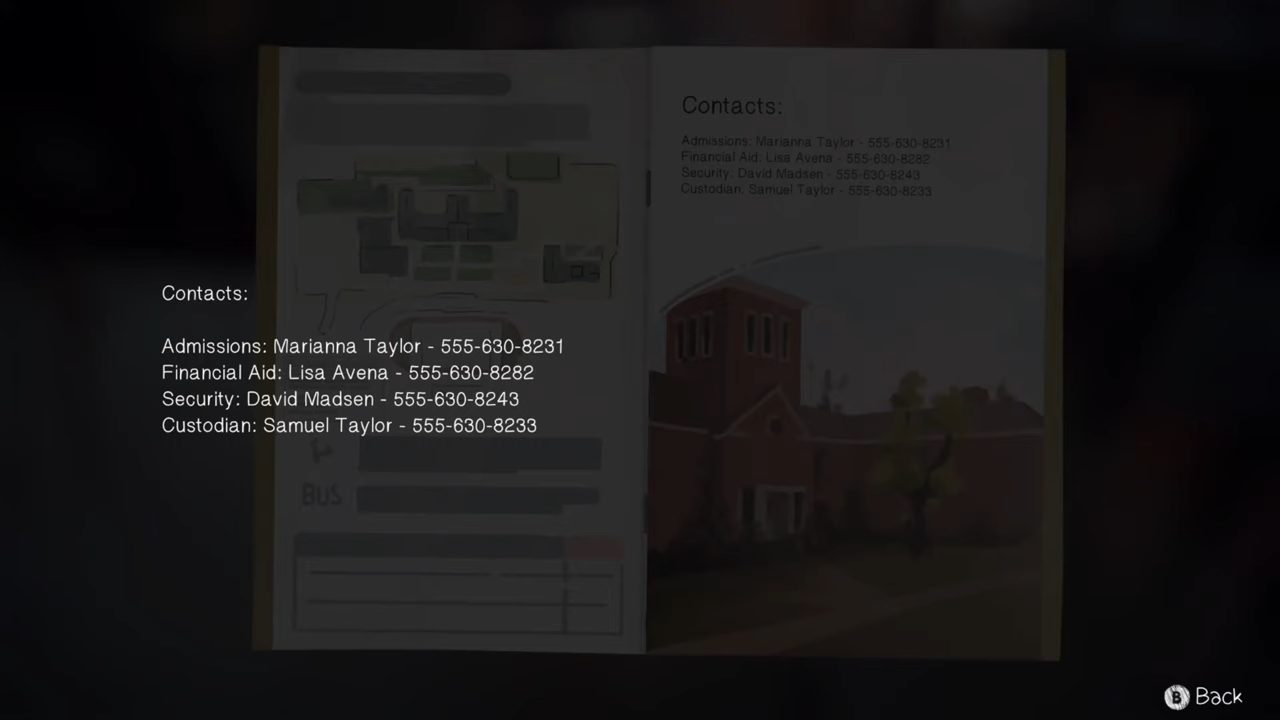 Contacts:
Admissions: Marianna Taylor - 555-630-8231
Financial Aid: Lisa Avena - 555-630-8282
Security: David Madsen - 555-630-8243
Custodian: Samuel Taylor - 555-630-8233
Contacts:
Admissions: Marianna Taylor - 555-630-8231
Financial Aid: Lisa Avena - 555-630-8282
Security: David Madsen - 555-630-8243
Custodian: Samuel Taylor - 555-630-8233
BUS
B Back